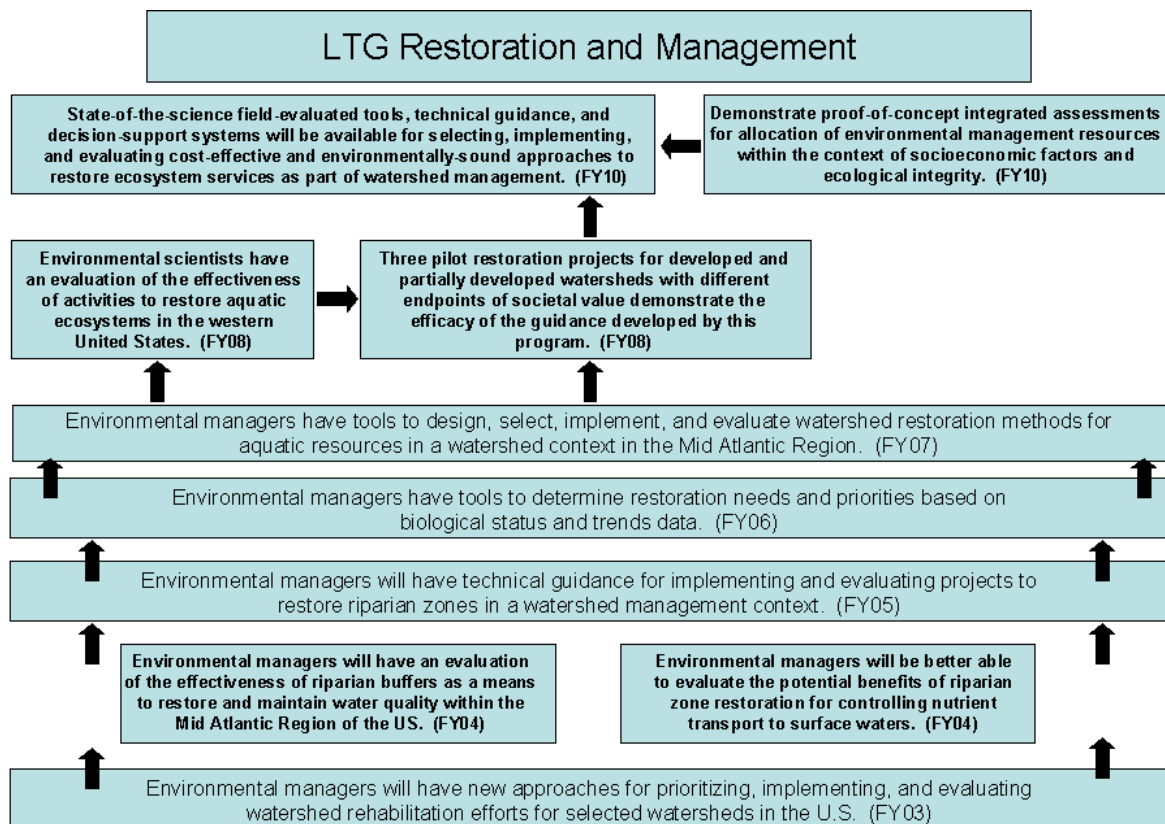 LTG Restoration and Management
State-of-the-science field-evaluated tools, technical guidance, and
decision-support systems will be available for selecting, implementing,
and evaluating cost-effective and environmentally-sound approaches to
restore ecosystem services as part of watershed management. (FY10)
Demonstrate proof-of-concept integrated assessments
for allocation of environmental management resources
within the context of socioeconomic factors and
ecological integrity. (FY10)
Environmental scientists have
an evaluation of the effectiveness
of activities to restore aquatic
ecosystems in the western
United States. (FY08)
Three pilot restoration projects for developed and
partially developed watersheds with different
endpoints of societal value demonstrate the
efficacy of the guidance developed by this
program. (FY08)
Environmental managers have tools to design, select, implement, and evaluate watershed restoration methods for
aquatic resources in a watershed context in the Mid Atlantic Region. (FY07)
Environmental managers have tools to determine restoration needs and priorities based on
biological status and trends data. (FY06)
Environmental managers will have technical guidance for implementing and evaluating projects to
restore riparian zones in a watershed management context. (FY05)
Environmental managers will have an evaluation
of the effectiveness of riparian buffers as a means
to restore and maintain water quality within the
Mid Atlantic Region of the US. (FY04)
Environmental managers will be better able
to evaluate the potential benefits of riparian
zone restoration for controlling nutrient
transport to surface waters. (FY04)
Environmental managers will have new approaches for prioritizing, implementing, and evaluating
watershed rehabilitation efforts for selected watersheds in the U.S. (FY03)